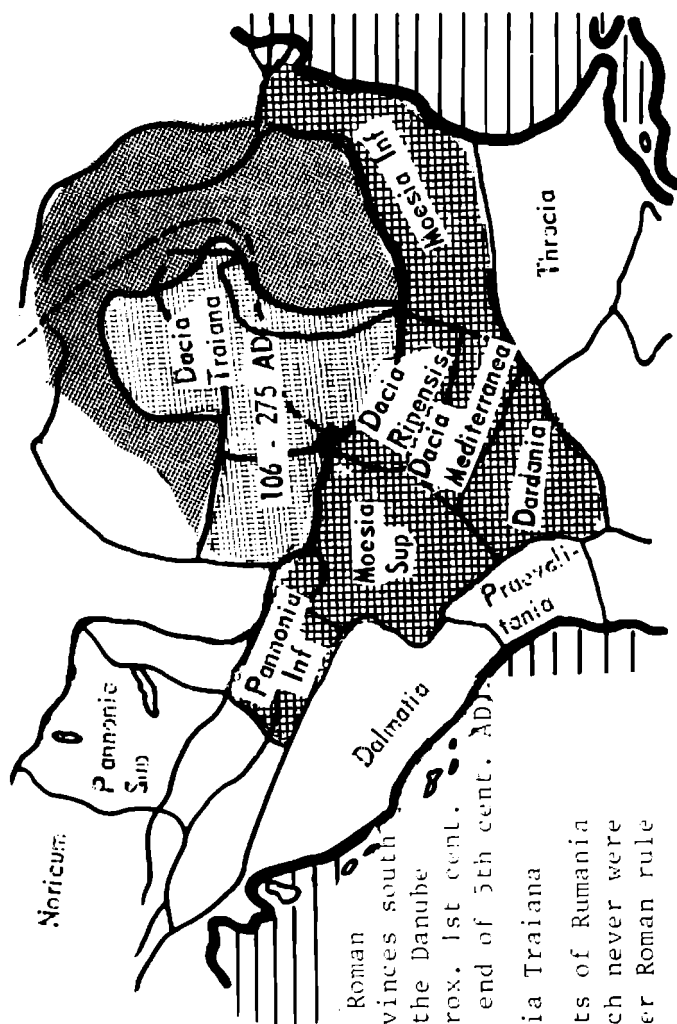 Noricum
Pannonia
Sup
Pannonia
Inf
Dacia
Traiana
106 - 275 AD
Dalmatia
Moesia
Sup
Dacia
Ripensis
Dacia
Mediterranea
Moesia Inf
Praevali-
tania
Dardania
Thracia
Roman
vinces south
the Danube
rox. 1st cent.
end of 5th cent. AD).
ia Traiana
ts of Rumania
ch never were
er Roman rule